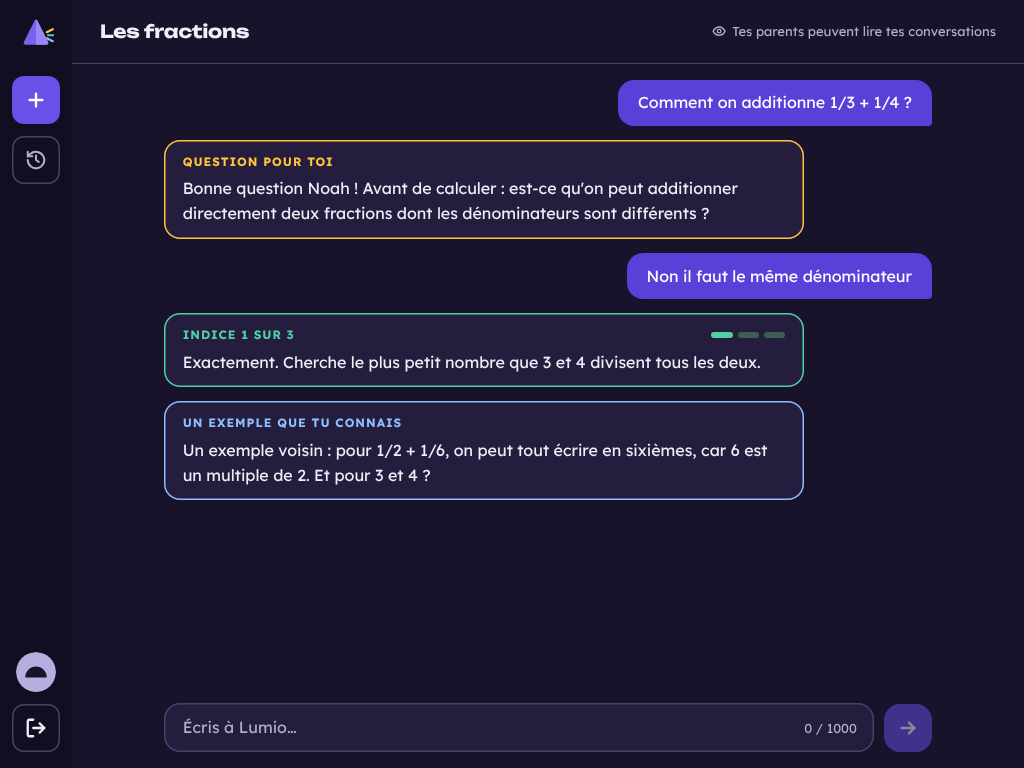 Les fractions
Tes parents peuvent lire tes conversations
Comment on additionne 1/3 + 1/4 ?
QUESTION POUR TOI
Bonne question Noah ! Avant de calculer : est-ce qu'on peut additionner
directement deux fractions dont les dénominateurs sont différents ?
Non il faut le même dénominateur
INDICE 1 SUR 3
Exactement. Cherche le plus petit nombre que 3 et 4 divisent tous les deux.
UN EXEMPLE QUE TU CONNAIS
Un exemple voisin : pour 1/2 + 1/6, on peut tout écrire en sixièmes, car 6 est
un multiple de 2. Et pour 3 et 4 ?
Écris à Lumio…
0 / 1000